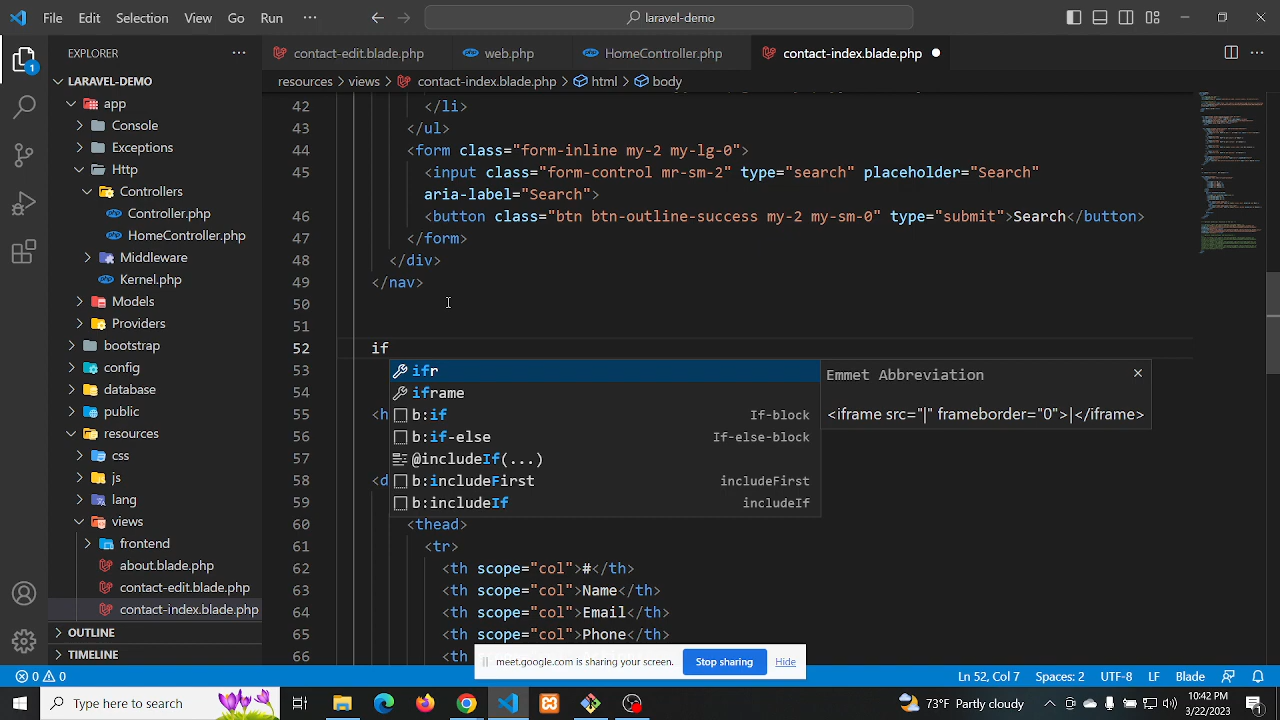 File Edit Selection View Go Run ··· laravel-demo
EXPLORER ···
contact-edit.blade.php web.php HomeController.php contact-index.blade.php
resources > views > contact-index.blade.php > html > body
LARAVEL-DEMO
app
Console
Exceptions
Http
Controllers
Controller.php
HomeController.php
Middleware
Kernel.php
Models
Providers
bootstrap
config
database
public
resources
css
js
lang
views
frontend
about.blade.php
contact-edit.blade.php
contact-index.blade.php
OUTLINE
TIMELINE
42 </li>
43 </ul>
44 <form class="form-inline my-2 my-lg-0">
45 <input class="form-control mr-sm-2" type="search" placeholder="Search"
aria-label="Search">
46 <button class="btn btn-outline-success my-2 my-sm-0" type="submit">Search</button>
47 </form>
48 </div>
49 </nav>
50
51
52 if
53
54
55 <h
56
57
58 <d
59
60 <thead>
61 <tr>
62 <th scope="col">#</th>
63 <th scope="col">Name</th>
64 <th scope="col">Email</th>
65 <th scope="col">Phone</th>
66 <th
ifr
iframe
b:if If-block
b:if-else If-else-block
@includeIf(...)
b:includeFirst includeFirst
b:includeIf includeIf
Emmet Abbreviation
<iframe src="|" frameborder="0">|</iframe>
meet.google.com is sharing your screen. Stop sharing Hide
0 0 Ln 52, Col 7 Spaces: 2 UTF-8 LF Blade
Type here to search 73°F Partly cloudy 10:42 PM
3/22/2023
1